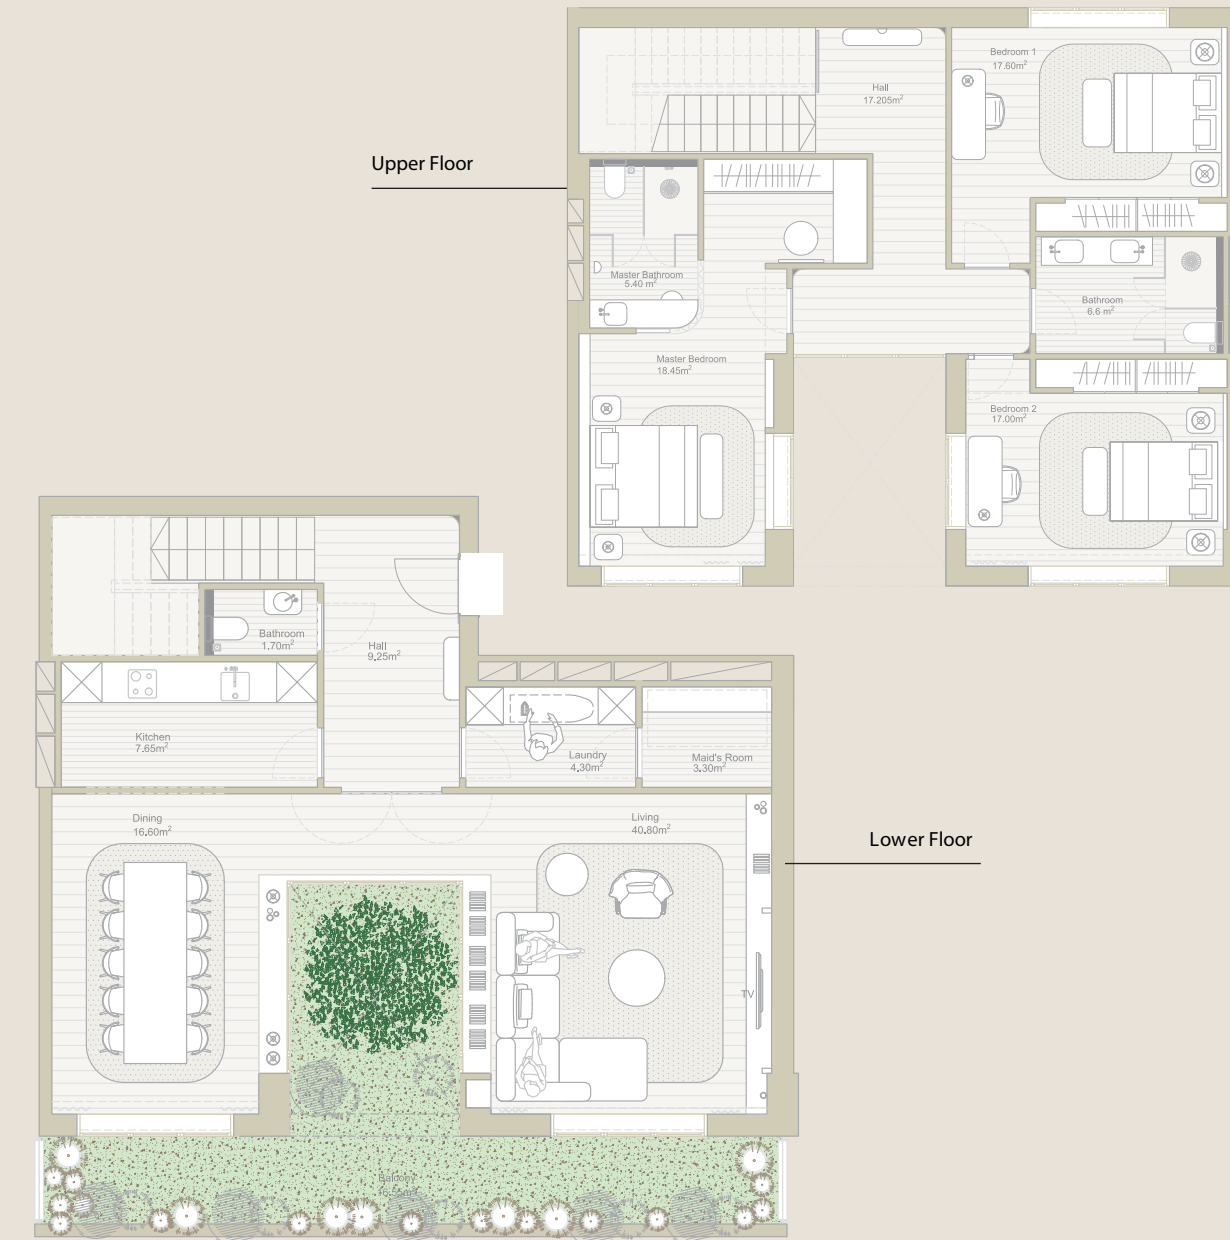 Bedroom 1
17.60m²
Hall
17.205m²
Upper Floor
Master Bathroom
5.40 m²
Bathroom
6.6 m²
Master Bedroom
18.45m²
Bedroom 2
17.00m²
Bathroom
1.70m²
Hall
9.25m²
Kitchen
7.65m²
Laundry
4.30m²
Maid's Room
3.30m²
Dining
16.60m²
Living
40.80m²
Lower Floor
TV
Balcony